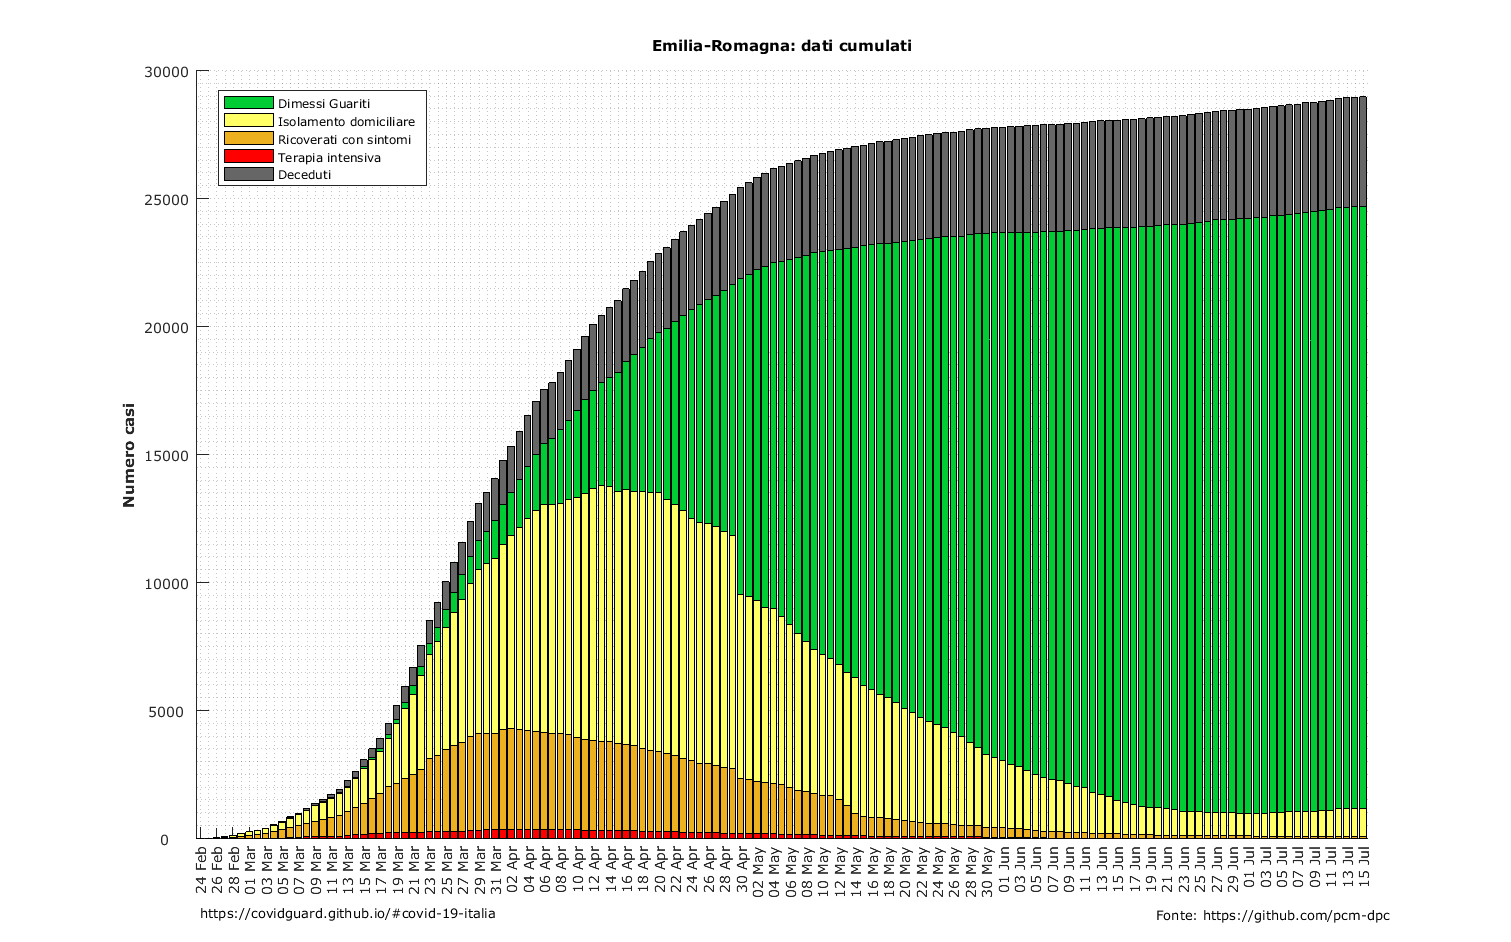 Emilia-Romagna: dati cumulati
30000
25000
20000
15000
10000
5000
0
Numero casi
Dimessi Guariti
Isolamento domiciliare
Ricoverati con sintomi
Terapia intensiva
Deceduti
24 Feb
26 Feb
28 Feb
01 Mar
03 Mar
05 Mar
07 Mar
09 Mar
11 Mar
13 Mar
15 Mar
17 Mar
19 Mar
21 Mar
23 Mar
25 Mar
27 Mar
29 Mar
31 Mar
02 Apr
04 Apr
06 Apr
08 Apr
10 Apr
12 Apr
14 Apr
16 Apr
18 Apr
20 Apr
22 Apr
24 Apr
26 Apr
28 Apr
30 Apr
02 May
04 May
06 May
08 May
10 May
12 May
14 May
16 May
18 May
20 May
22 May
24 May
26 May
28 May
30 May
01 Jun
03 Jun
05 Jun
07 Jun
09 Jun
11 Jun
13 Jun
15 Jun
17 Jun
19 Jun
21 Jun
23 Jun
25 Jun
27 Jun
29 Jun
01 Jul
03 Jul
05 Jul
07 Jul
09 Jul
11 Jul
13 Jul
15 Jul
https://covidguard.github.io/#covid-19-italia
Fonte: https://github.com/pcm-dpc